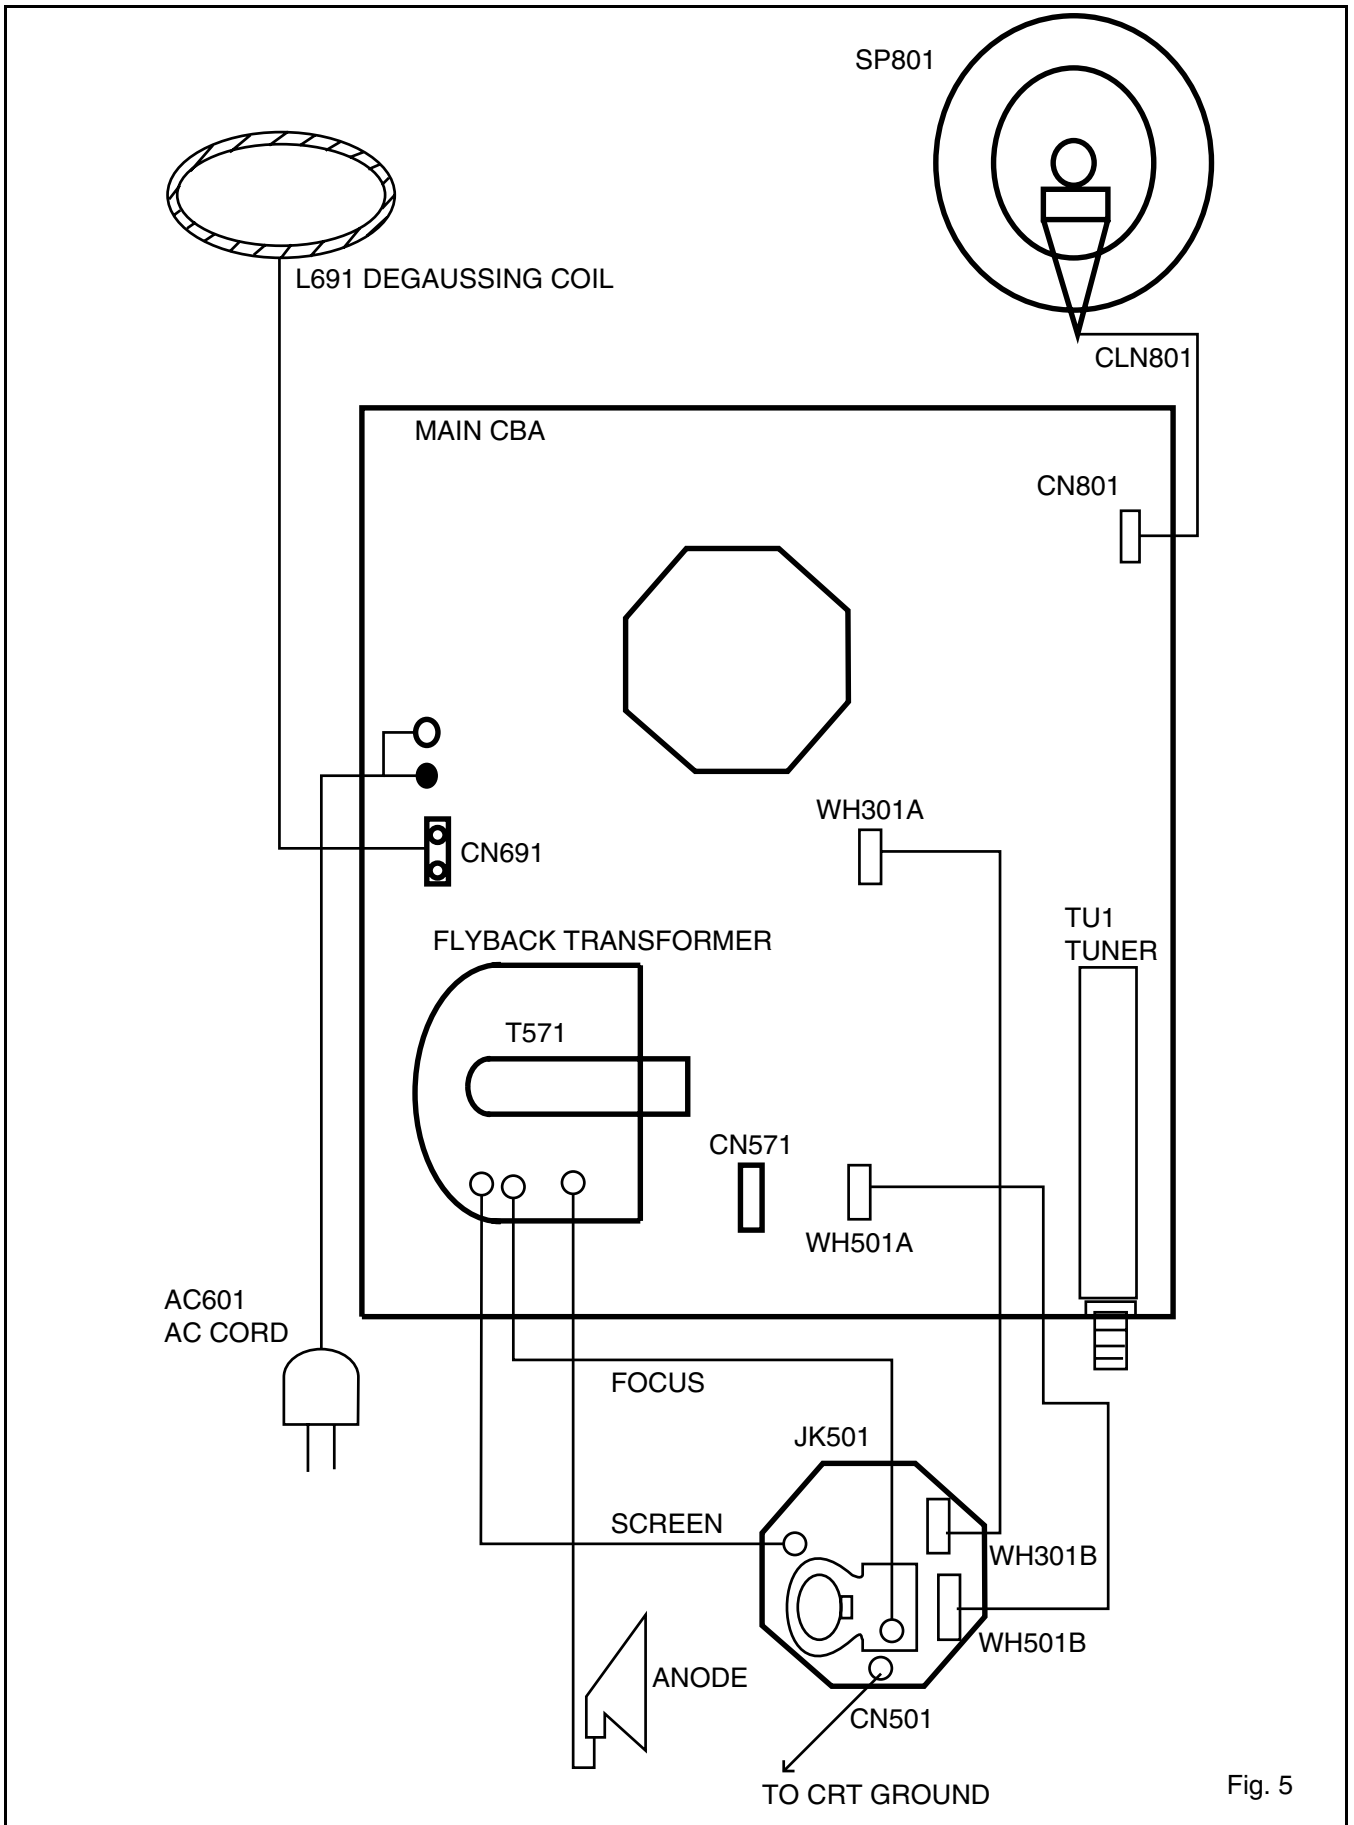 SP801
L691 DEGAUSSING COIL
CLN801
MAIN CBA
CN801
WH301A
CN691
TU1
TUNER
FLYBACK TRANSFORMER
T571
CN571
WH501A
AC601
AC CORD
FOCUS
JK501
SCREEN
WH301B
WH501B
ANODE
CN501
TO CRT GROUND
Fig. 5